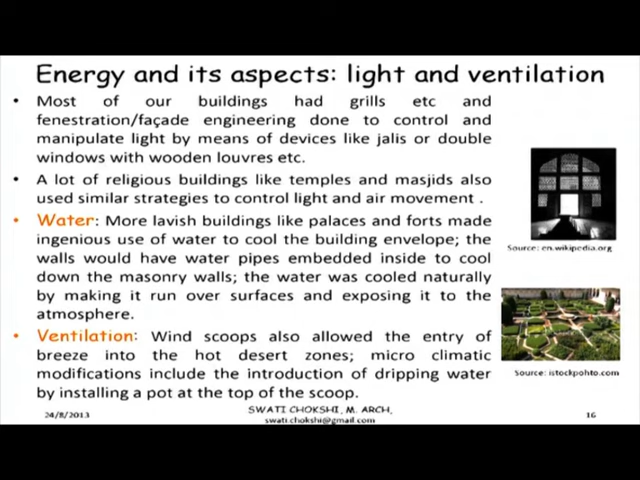 Energy and its aspects: light and ventilation
• Most of our buildings had grills etc and
fenestration/façade engineering done to control and
manipulate light by means of devices like jalis or double
windows with wooden louvres etc.
• A lot of religious buildings like temples and masjids also
used similar strategies to control light and air movement .
• Water: More lavish buildings like palaces and forts made
ingenious use of water to cool the building envelope; the
walls would have water pipes embedded inside to cool
down the masonry walls; the water was cooled naturally
by making it run over surfaces and exposing it to the
atmosphere.
• Ventilation: Wind scoops also allowed the entry of
breeze into the hot desert zones; micro climatic
modifications include the introduction of dripping water
by installing a pot at the top of the scoop.
Source: en.wikipedia.org
Source: istockpohto.com
24/8/2013
SWATI CHOKSHI, M. ARCH,
swati.chokshi@gmail.com
16